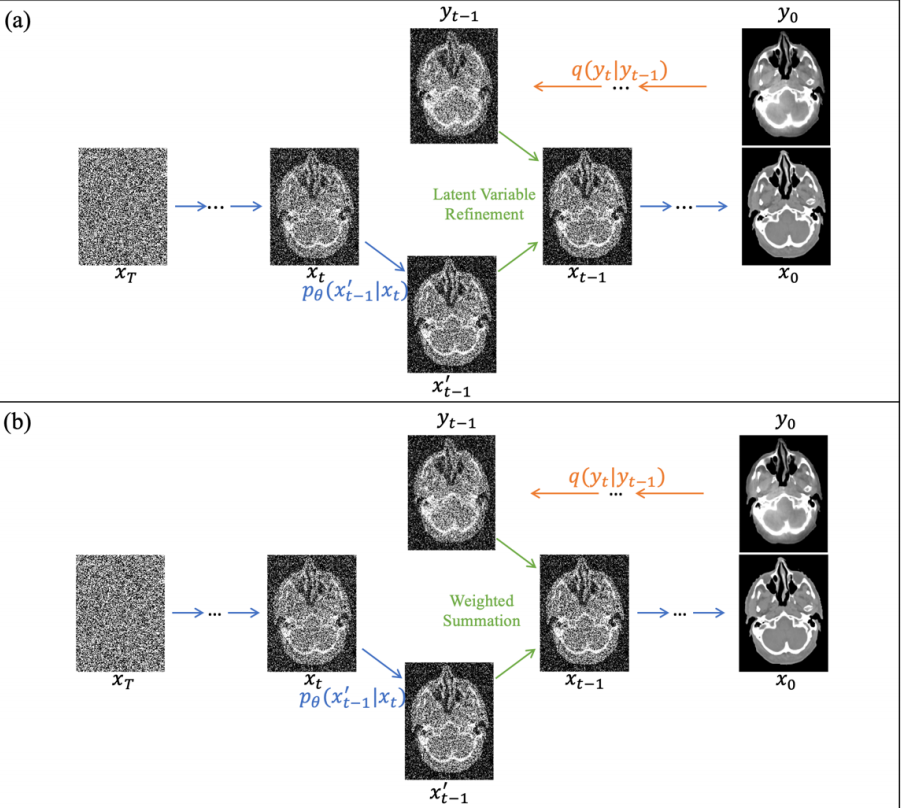 (a)
y_{t−1}
y_0
q(y_t|y_{t−1})
...
... ...
Latent Variable
Refinement
x_T
x_t
x_{t−1}
x_0
p_θ(x′_{t−1}|x_t)
x′_{t−1}
(b)
y_{t−1}
y_0
q(y_t|y_{t−1})
...
... ...
Weighted
Summation
x_T
x_t
x_{t−1}
x_0
p_θ(x′_{t−1}|x_t)
x′_{t−1}